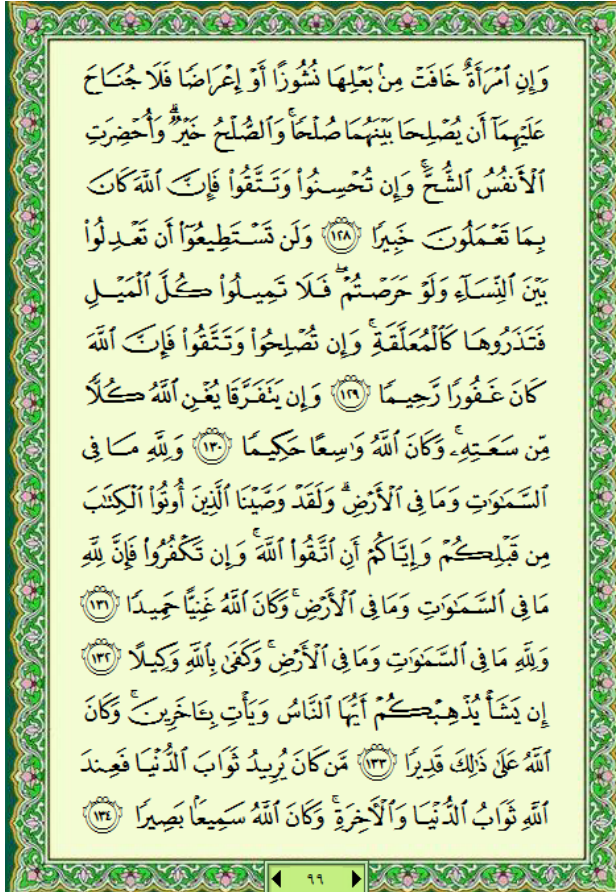 وَإِنِ ٱمۡرَأَةٌ خَافَتۡ مِنۢ بَعۡلِهَا نُشُوزًا أَوۡ إِعۡرَاضٗا فَلَا جُنَاحَ
عَلَيۡهِمَآ أَن يُصۡلِحَا بَيۡنَهُمَا صُلۡحٗاۚ وَٱلصُّلۡحُ خَيۡرٞۗ وَأُحۡضِرَتِ
ٱلۡأَنفُسُ ٱلشُّحَّۚ وَإِن تُحۡسِنُواْ وَتَتَّقُواْ فَإِنَّ ٱللَّهَ كَانَ
بِمَا تَعۡمَلُونَ خَبِيرٗا ١٢٨ وَلَن تَسۡتَطِيعُوٓاْ أَن تَعۡدِلُواْ
بَيۡنَ ٱلنِّسَآءِ وَلَوۡ حَرَصۡتُمۡۖ فَلَا تَمِيلُواْ كُلَّ ٱلۡمَيۡلِ
فَتَذَرُوهَا كَٱلۡمُعَلَّقَةِۚ وَإِن تُصۡلِحُواْ وَتَتَّقُواْ فَإِنَّ ٱللَّهَ
كَانَ غَفُورٗا رَّحِيمٗا ١٢٩ وَإِن يَتَفَرَّقَا يُغۡنِ ٱللَّهُ كُلّٗا
مِّن سَعَتِهِۦۚ وَكَانَ ٱللَّهُ وَٰسِعًا حَكِيمٗا ١٣٠ وَلِلَّهِ مَا فِي
ٱلسَّمَٰوَٰتِ وَمَا فِي ٱلۡأَرۡضِۗ وَلَقَدۡ وَصَّيۡنَا ٱلَّذِينَ أُوتُواْ ٱلۡكِتَٰبَ
مِن قَبۡلِكُمۡ وَإِيَّاكُمۡ أَنِ ٱتَّقُواْ ٱللَّهَۚ وَإِن تَكۡفُرُواْ فَإِنَّ لِلَّهِ
مَا فِي ٱلسَّمَٰوَٰتِ وَمَا فِي ٱلۡأَرۡضِۚ وَكَانَ ٱللَّهُ غَنِيًّا حَمِيدٗا ١٣١
وَلِلَّهِ مَا فِي ٱلسَّمَٰوَٰتِ وَمَا فِي ٱلۡأَرۡضِۚ وَكَفَىٰ بِٱللَّهِ وَكِيلًا ١٣٢
إِن يَشَأۡ يُذۡهِبۡكُمۡ أَيُّهَا ٱلنَّاسُ وَيَأۡتِ بِـَٔاخَرِينَۚ وَكَانَ
ٱللَّهُ عَلَىٰ ذَٰلِكَ قَدِيرٗا ١٣٣ مَّن كَانَ يُرِيدُ ثَوَابَ ٱلدُّنۡيَا فَعِندَ
ٱللَّهِ ثَوَابُ ٱلدُّنۡيَا وَٱلۡأٓخِرَةِۚ وَكَانَ ٱللَّهُ سَمِيعَۢا بَصِيرٗا ١٣٤
٩٩